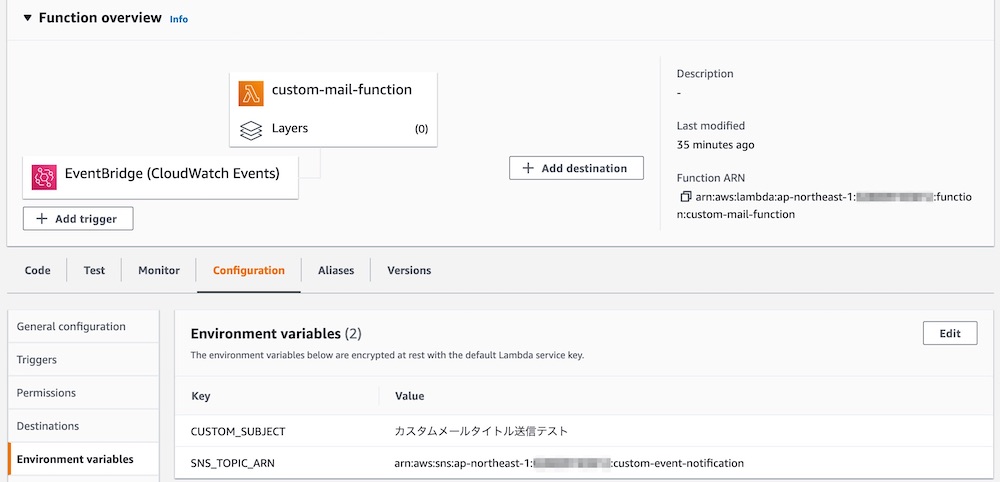 Function overview Info
custom-mail-function
Layers (0)
EventBridge (CloudWatch Events)
+ Add trigger
+ Add destination
Description
-
Last modified
35 minutes ago
Function ARN
arn:aws:lambda:ap-northeast-1: :functio
n:custom-mail-function
Code Test Monitor Configuration Aliases Versions
General configuration
Triggers
Permissions
Destinations
Environment variables
Environment variables (2)
Edit
The environment variables below are encrypted at rest with the default Lambda service key.
Key Value
CUSTOM_SUBJECT カスタムメールタイトル送信テスト
SNS_TOPIC_ARN arn:aws:sns:ap-northeast-1: :custom-event-notification